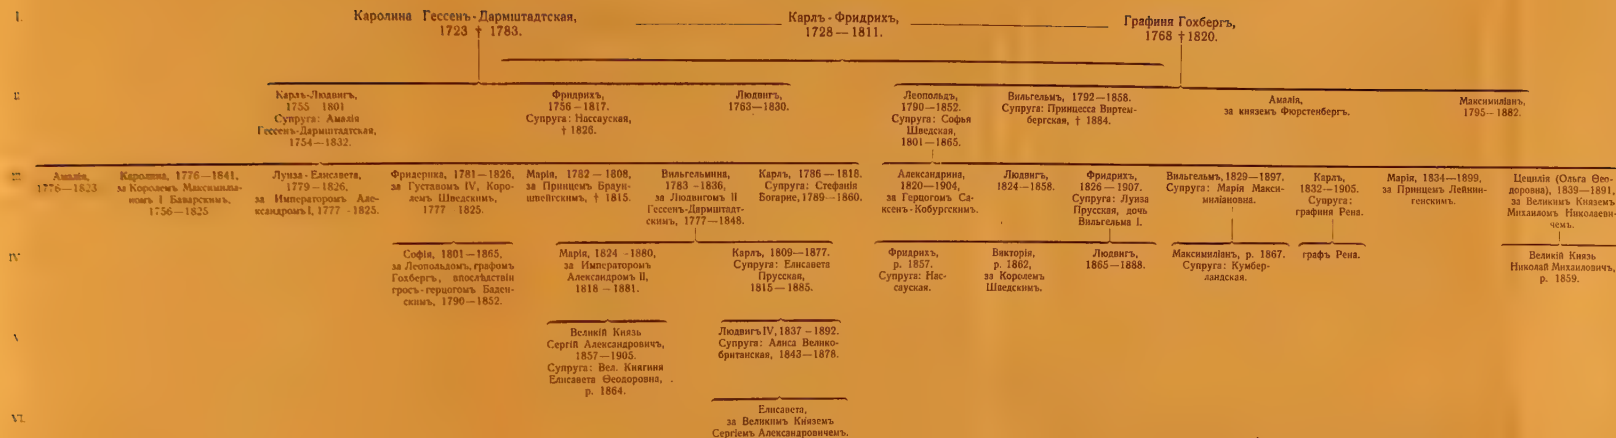 I.
Каролина Гессенъ-Дармштадтская,
1723 † 1783.
Карлъ-Фридрихъ,
1728—1811.
Графиня Гохбергъ,
1768 † 1820.
II.
Карлъ-Людвигъ,
1755 1801
Супруга: Амалія
Гессенъ-Дармштадтская,
1754—1832.
Фридрихъ,
1756—1817.
Супруга: Нассауская,
† 1826.
Людвигъ,
1763—1830.
Леопольдъ,
1790—1852.
Супруга: Софья
Шведская,
1801—1865.
Вильгельмъ, 1792—1858.
Супруга: Принцесса Виртем-
бергская, † 1884.
Амалія,
за княземъ Фюрстенбергъ.
Максимиліанъ,
1795—1882.
III.
Амалія,
1776—1823
Каролина, 1776—1841,
за Королемъ Максимиліа-
номъ I Баварскимъ,
1756—1825
Луиза-Елисавета,
1779—1826,
за Императоромъ Але-
ксандромъ I, 1777-1825.
Фридерика, 1781—1826,
за Густавомъ IV, Коро-
лемъ Шведскимъ,
1777 1825.
Марія, 1782—1808,
за Принцемъ Браун-
швейгскимъ, † 1815.
Вильгельмина,
1783-1836,
за Людвигомъ II
Гессенъ-Дармштадт-
скимъ, 1777—1848.
Карлъ, 1786-1818.
Супруга: Стефанія
Богарне, 1789—1860.
Александрина,
1820—1904,
за Герцогомъ Са-
ксенъ-Кобургскимъ.
Людвигъ,
1824—1858.
Фридрихъ,
1826—1907.
Супруга: Луиза
Прусская, дочь
Вильгельма I.
Вильгельмъ, 1829—1897.
Супруга: Марія Макси-
миліановна.
Карлъ,
1832—1905.
Супруга:
графиня Рена.
Марія, 1834—1899,
за Принцемъ Лейнин-
генскимъ.
Цецилія (Ольга Ѳео-
доровна), 1839—1891,
за Великимъ Княземъ
Михаиломъ Николаеви-
чемъ.
IV
Софія, 1801—1865,
за Леопольдомъ, графомъ
Гохбергъ, впослѣдствіи
гросъ-герцогомъ Баден-
скимъ, 1790—1852.
Марія, 1824-1880,
за Императоромъ
Александромъ II,
1818-1881.
Карлъ, 1809—1877.
Супруга: Елисавета
Прусская,
1815—1885.
Фридрихъ,
р. 1857.
Супруга: Нас-
сауская.
Викторія,
р. 1862,
за Королемъ
Шведскимъ.
Людвигъ,
1865—1888.
Максимиліанъ, р. 1867.
Супруга: Кумбер-
ландская.
графъ Рена.
Великій Князь
Николай Михаиловичъ,
р. 1859.
V
Великій Князь
Сергій Александровичъ,
1857—1905.
Супруга: Вел. Княгиня
Елисавета Ѳеодоровна,
р. 1864.
Людвигъ IV, 1837-1892.
Супруга: Алиса Велико-
британская, 1843—1878.
VI.
Елисавета,
за Великимъ Княземъ
Сергіемъ Александровичемъ.